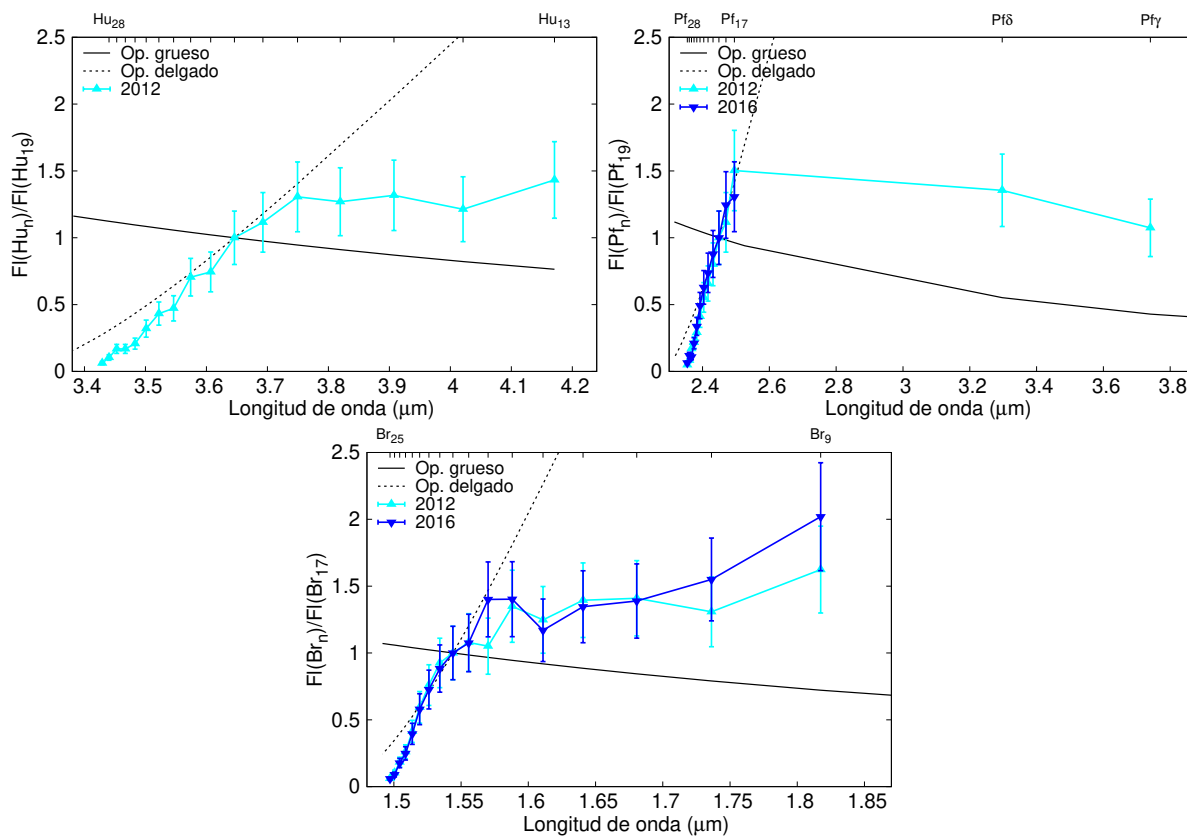 Hu28 Hu13
2.5
2
1.5
1
0.5
0
Op. grueso
Op. delgado
2012
Fl(Hun)/Fl(Hu19)
3.4 3.5 3.6 3.7 3.8 3.9 4 4.1 4.2
Longitud de onda (μm)
Pf28 Pf17 Pfδ Pfγ
2.5
2
1.5
1
0.5
0
Op. grueso
Op. delgado
2012
2016
Fl(Pfn)/Fl(Pf19)
2.4 2.6 2.8 3 3.2 3.4 3.6 3.8
Longitud de onda (μm)
Br25 Br9
2.5
2
1.5
1
0.5
0
Op. grueso
Op. delgado
2012
2016
Fl(Brn)/Fl(Br17)
1.5 1.55 1.6 1.65 1.7 1.75 1.8 1.85
Longitud de onda (μm)